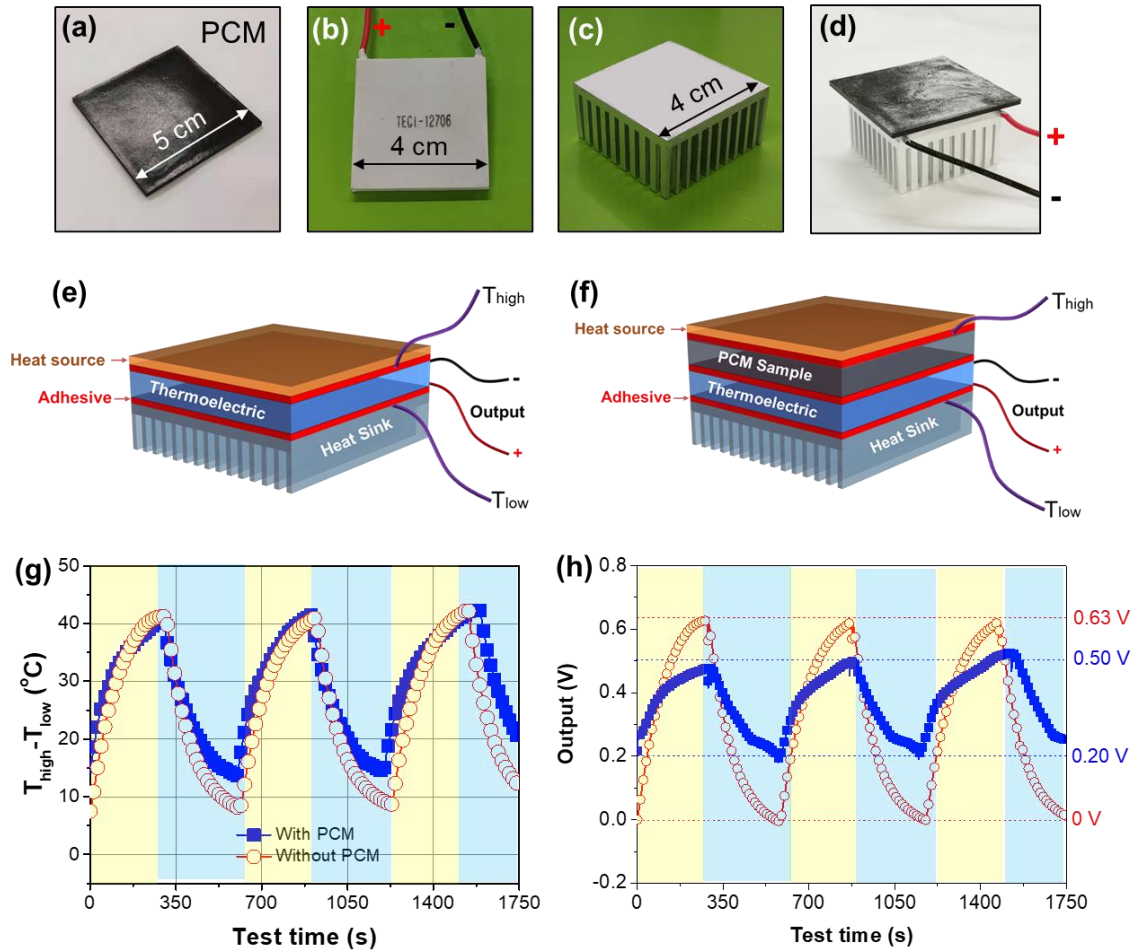 (a)
PCM
5 cm
(b)
+
-
TEC1-12706
4 cm
(c)
4 cm
(d)
+
-
(e)
Thigh
Heat source
-
Thermoelectric
Adhesive
Output
Heat Sink
+
Tlow
(f)
Thigh
Heat source
PCM Sample
-
Thermoelectric
Adhesive
Output
Heat Sink
+
Tlow
(g)
50
40
30
20
10
0
Thigh-Tlow (°C)
With PCM
Without PCM
0
350
700
1050
1400
1750
Test time (s)
(h)
0.8
0.6
0.4
0.2
0.0
-0.2
Output (V)
0.63 V
0.50 V
0.20 V
0 V
0
350
700
1050
1400
1750
Test time (s)